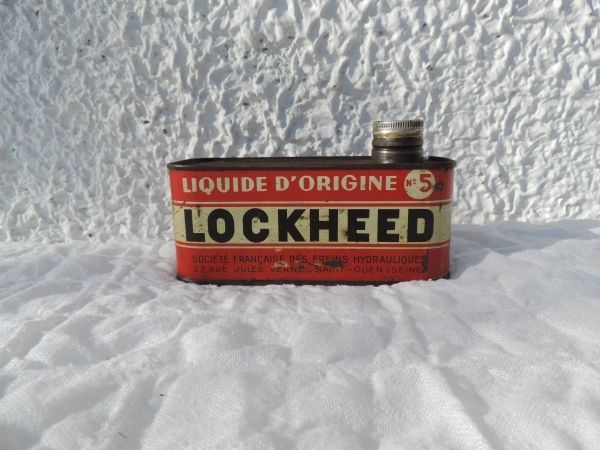 LIQUIDE D'ORIGINE Nº 5
LOCKHEED
SOCIÉTÉ FRANÇAISE DES FREINS HYDRAULIQUES
27, RUE JULES VERNE _ SAINT-OUEN (SEINE)